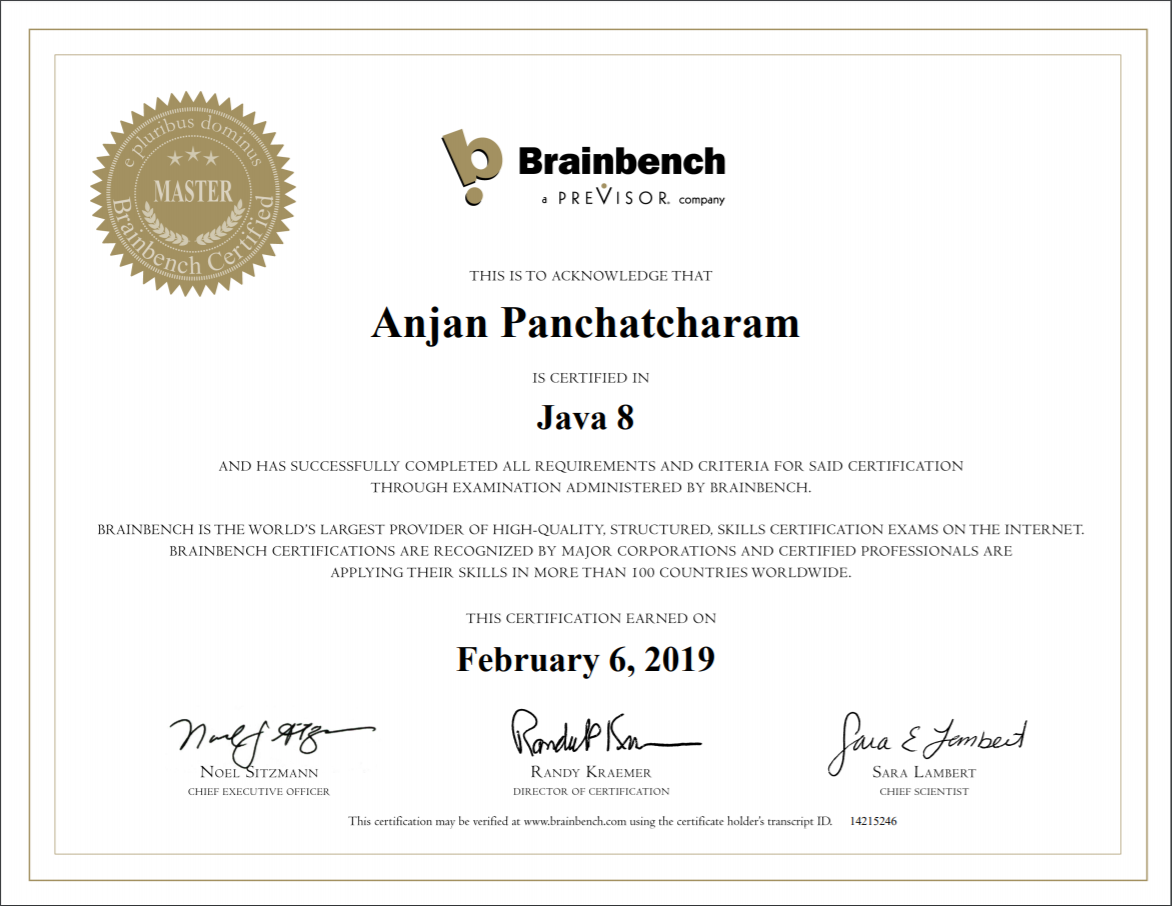 e pluribus dominus
MASTER
Brainbench Certified
Brainbench
a PREVISOR® company
THIS IS TO ACKNOWLEDGE THAT
Anjan Panchatcharam
IS CERTIFIED IN
Java 8
AND HAS SUCCESSFULLY COMPLETED ALL REQUIREMENTS AND CRITERIA FOR SAID CERTIFICATION
THROUGH EXAMINATION ADMINISTERED BY BRAINBENCH.
BRAINBENCH IS THE WORLD'S LARGEST PROVIDER OF HIGH-QUALITY, STRUCTURED, SKILLS CERTIFICATION EXAMS ON THE INTERNET.
BRAINBENCH CERTIFICATIONS ARE RECOGNIZED BY MAJOR CORPORATIONS AND CERTIFIED PROFESSIONALS ARE
APPLYING THEIR SKILLS IN MORE THAN 100 COUNTRIES WORLDWIDE.
THIS CERTIFICATION EARNED ON
February 6, 2019
Sara E Lambert
NOEL SITZMANN RANDY KRAEMER SARA LAMBERT
CHIEF EXECUTIVE OFFICER DIRECTOR OF CERTIFICATION CHIEF SCIENTIST
This certification may be verified at www.brainbench.com using the certificate holder's transcript ID. 14215246